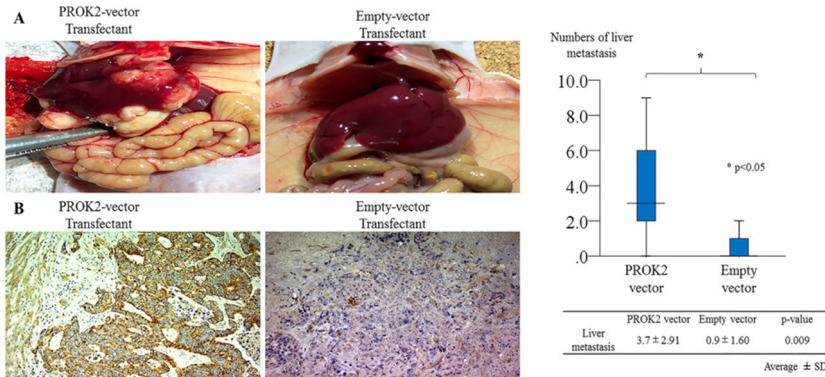 A
PROK2-vector
Transfectant
Empty-vector
Transfectant
B
PROK2-vector
Transfectant
Empty-vector
Transfectant
Numbers of liver
metastasis
*
10.0
8.0
6.0
4.0
2.0
.0
* p<0.05
PROK2
vector
Empty
vector
PROK2 vector Empty vector p-value
Liver
metastasis
3.7 ± 2.91 0.9 ± 1.60 0.009
Average ± SD